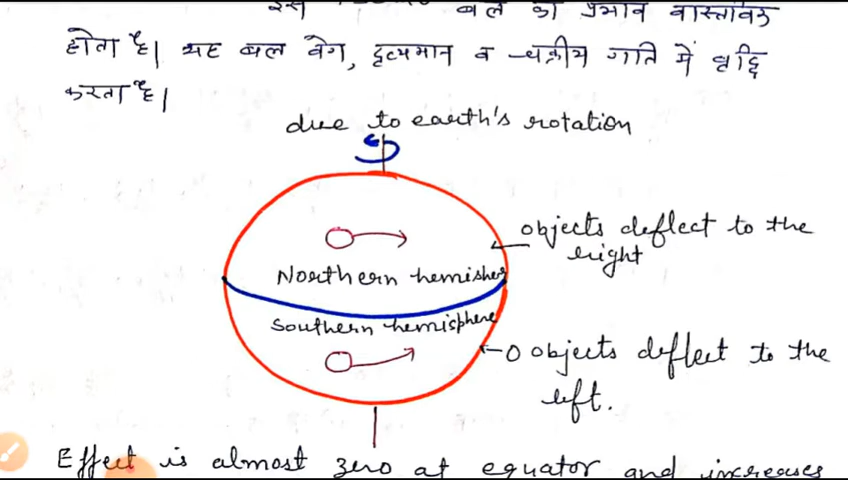 बल का प्रभाव वास्तविक
होता है। यह बल वेग, द्रव्यमान व चक्रीय गति में वृद्धि
करता है।
due to earth's rotation
objects deflect to the
right
Northern hemisher
Southern hemisphere
objects deflect to the
left.
Effect is almost zero at equator and increases